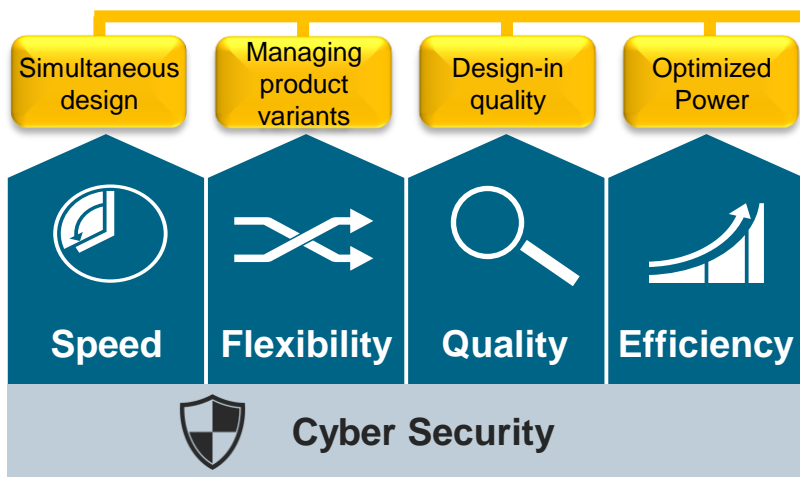 Simultaneous
design
Managing
product
variants
Design-in
quality
Optimized
Power
Speed
Flexibility
Quality
Efficiency
Cyber Security